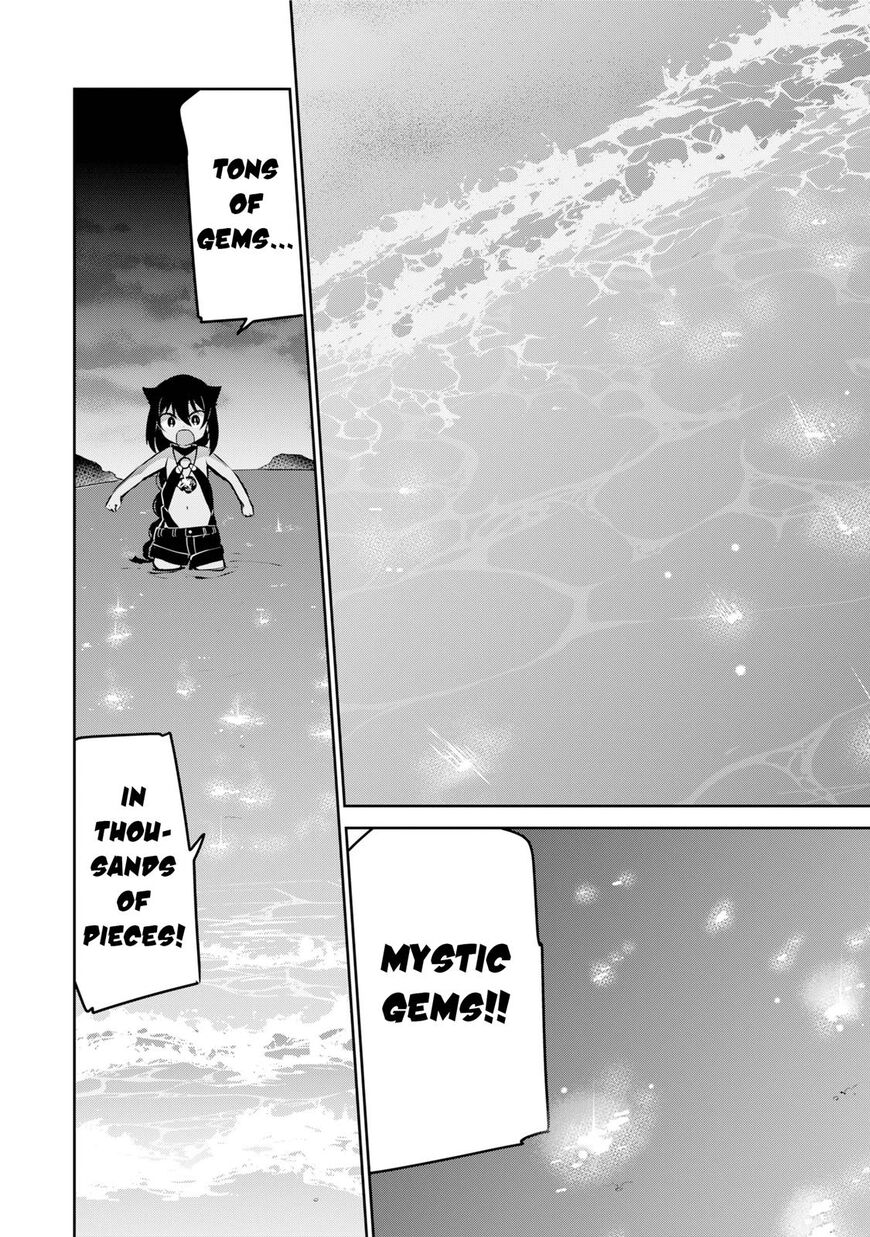 MYSTIC
GEMS!!
TONS
OF
GEMS...
IN
THOU-
SANDS
OF
PIECES!